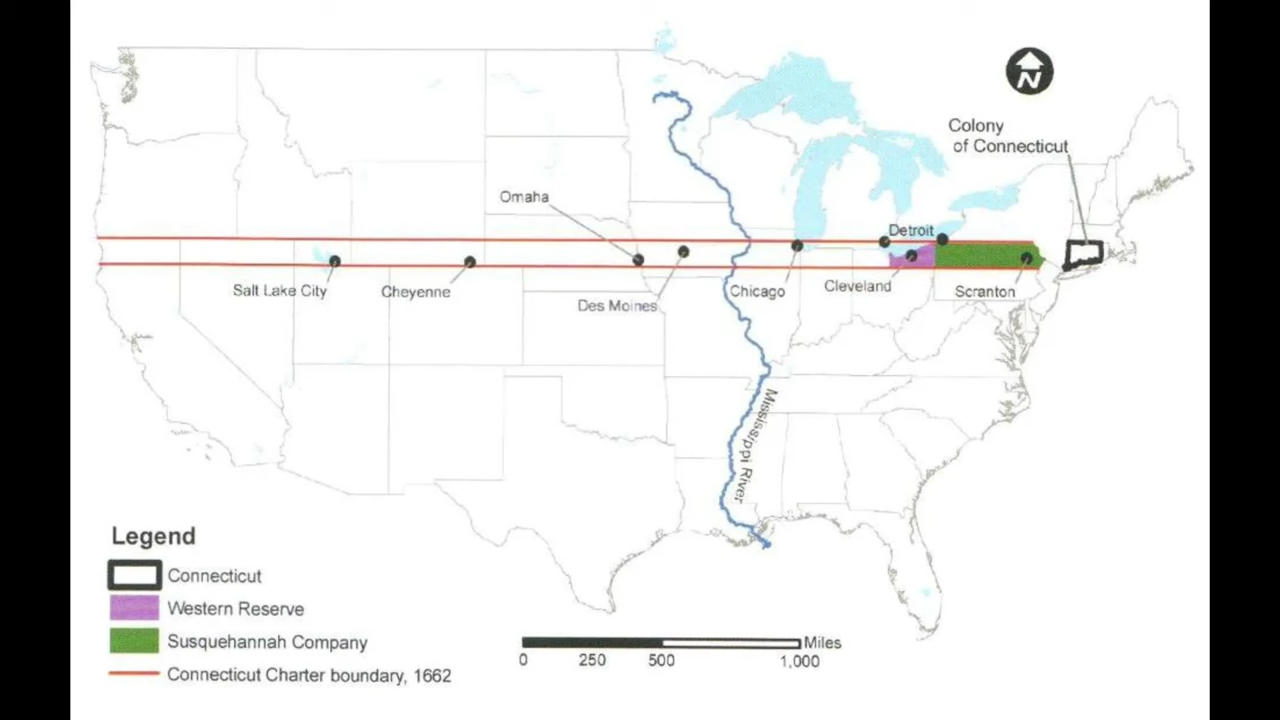 N
Colony
of Connecticut
Omaha
Detroit
Salt Lake City
Cheyenne
Des Moines
Chicago
Cleveland
Scranton
Mississippi River
Legend
Connecticut
Western Reserve
Susquehannah Company
Connecticut Charter boundary, 1662
Miles
0 250 500 1,000